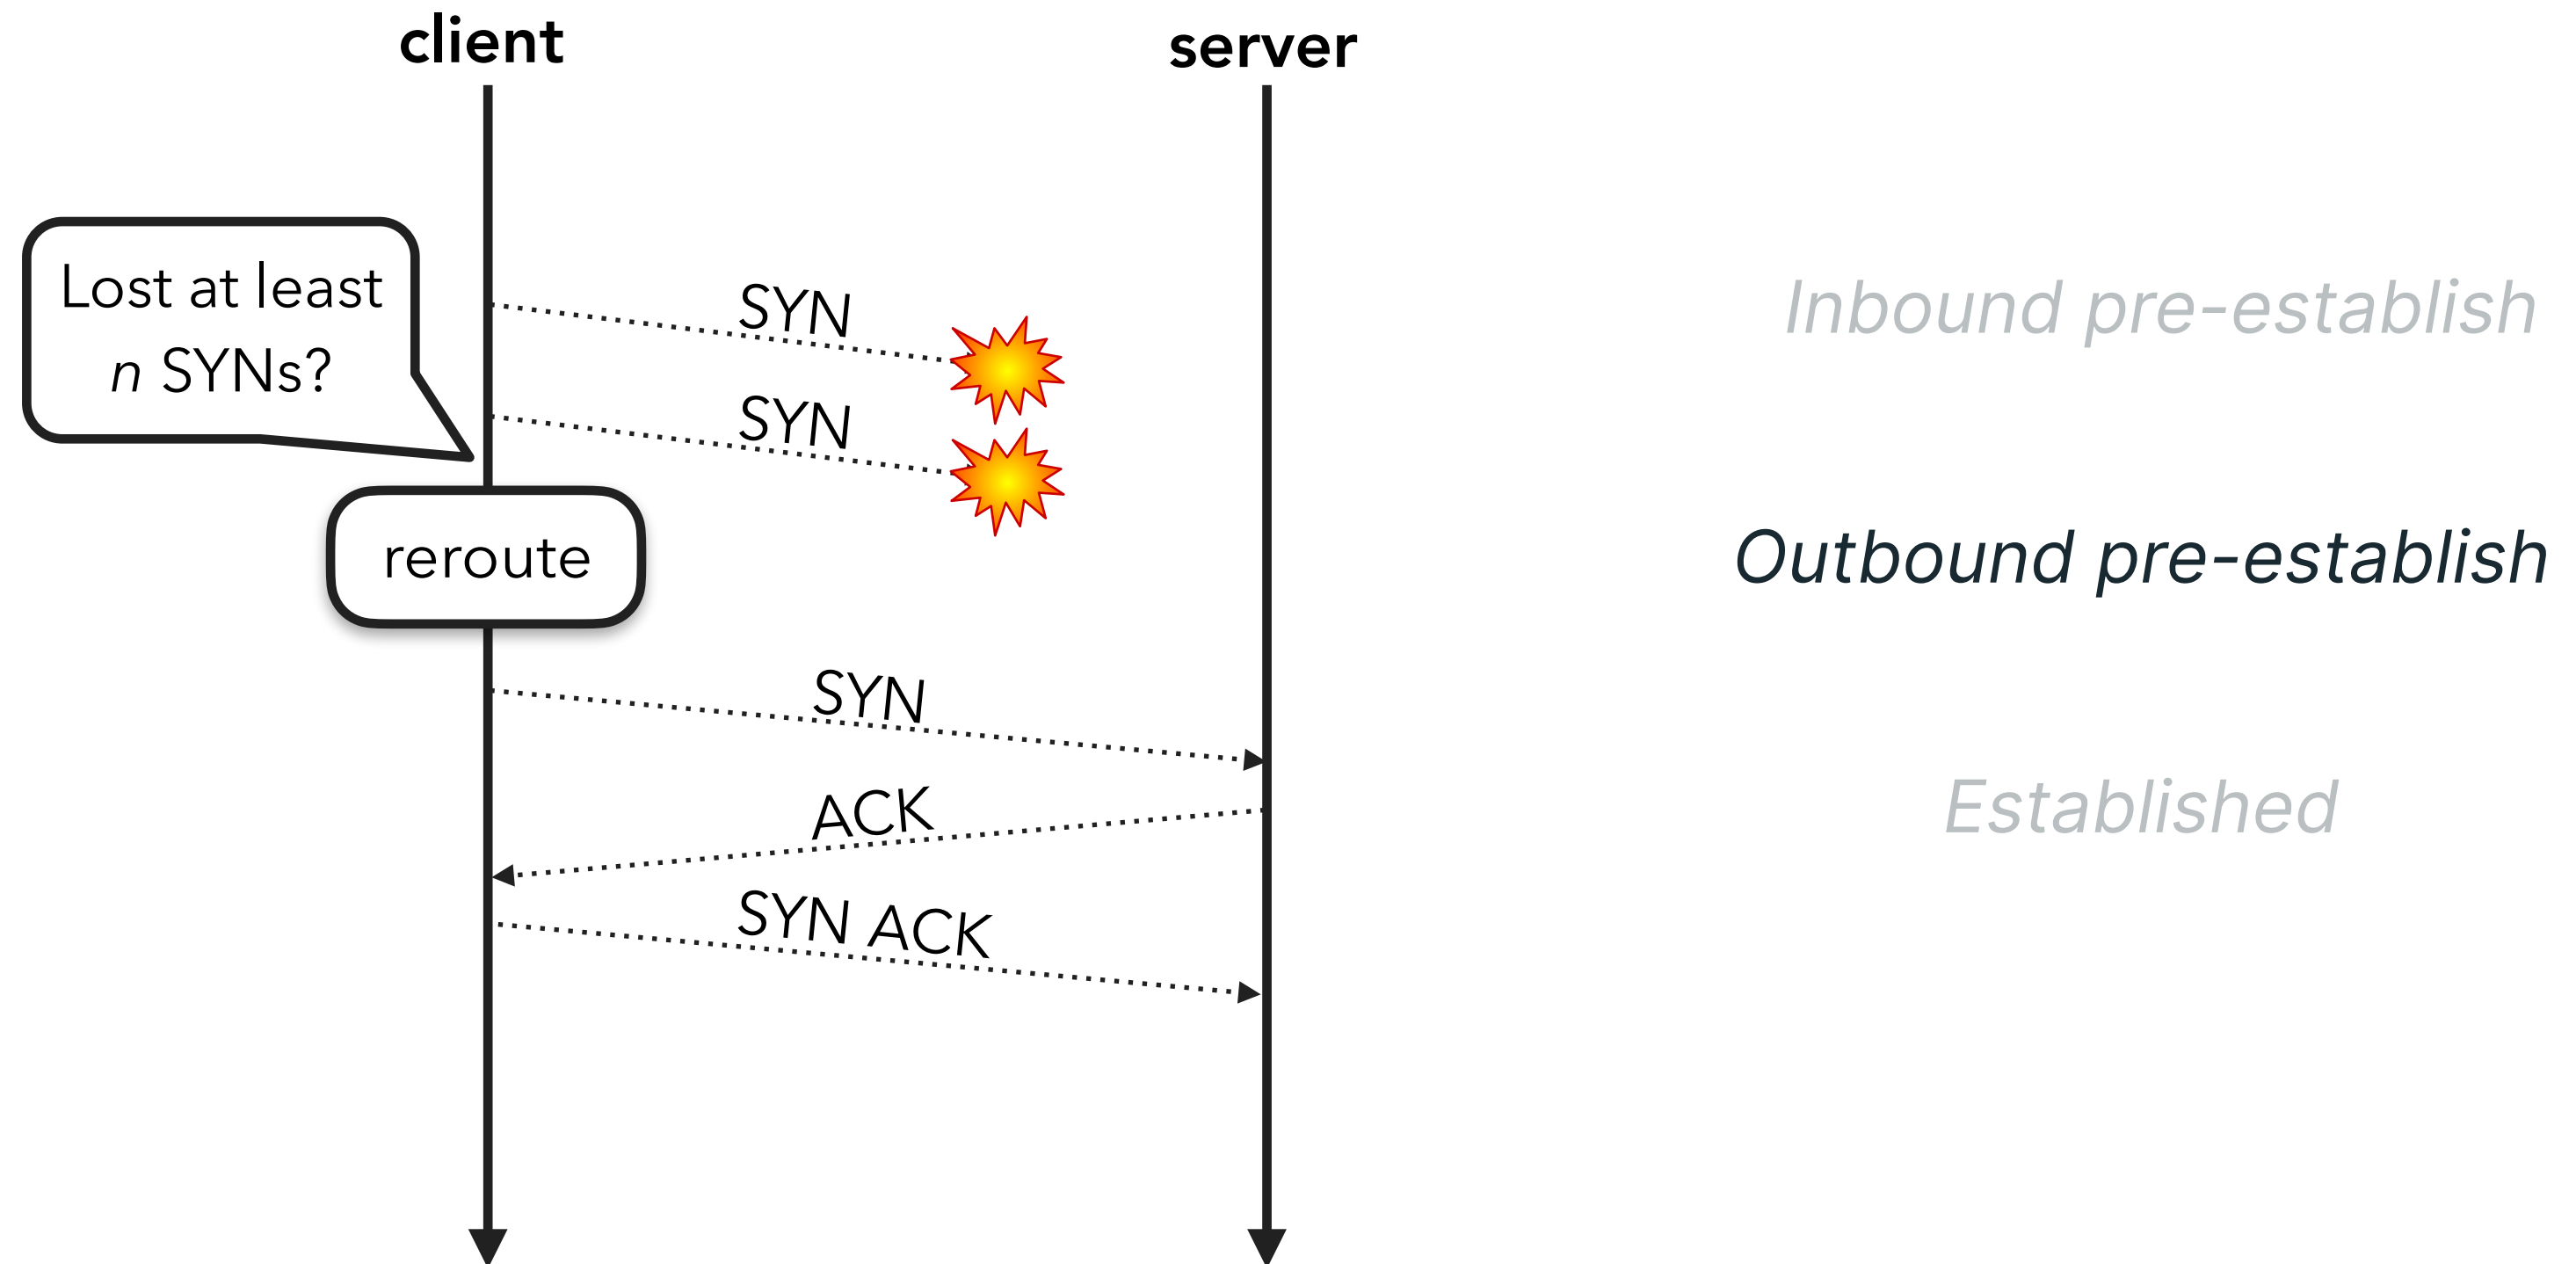 client
server
Lost at least
n SYNs?
SYN
SYN
reroute
SYN
ACK
SYN ACK
Inbound pre-establish
Outbound pre-establish
Established